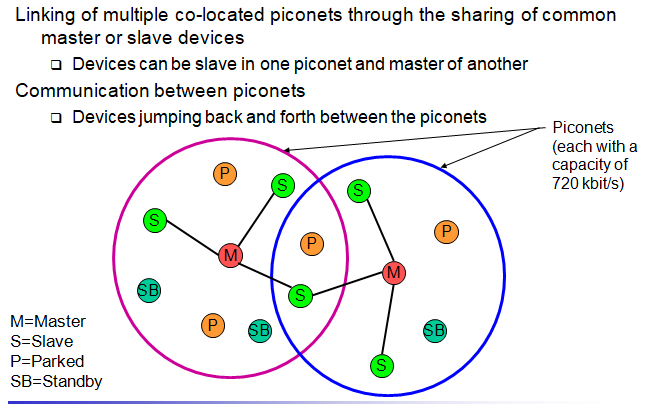 Linking of multiple co-located piconets through the sharing of common
master or slave devices
Devices can be slave in one piconet and master of another
Communication between piconets
Devices jumping back and forth between the piconets
Piconets
(each with a
capacity of
720 kbit/s)
P
S
S
S
P
P
M
M
SB
S
P
SB
SB
S
M=Master
S=Slave
P=Parked
SB=Standby